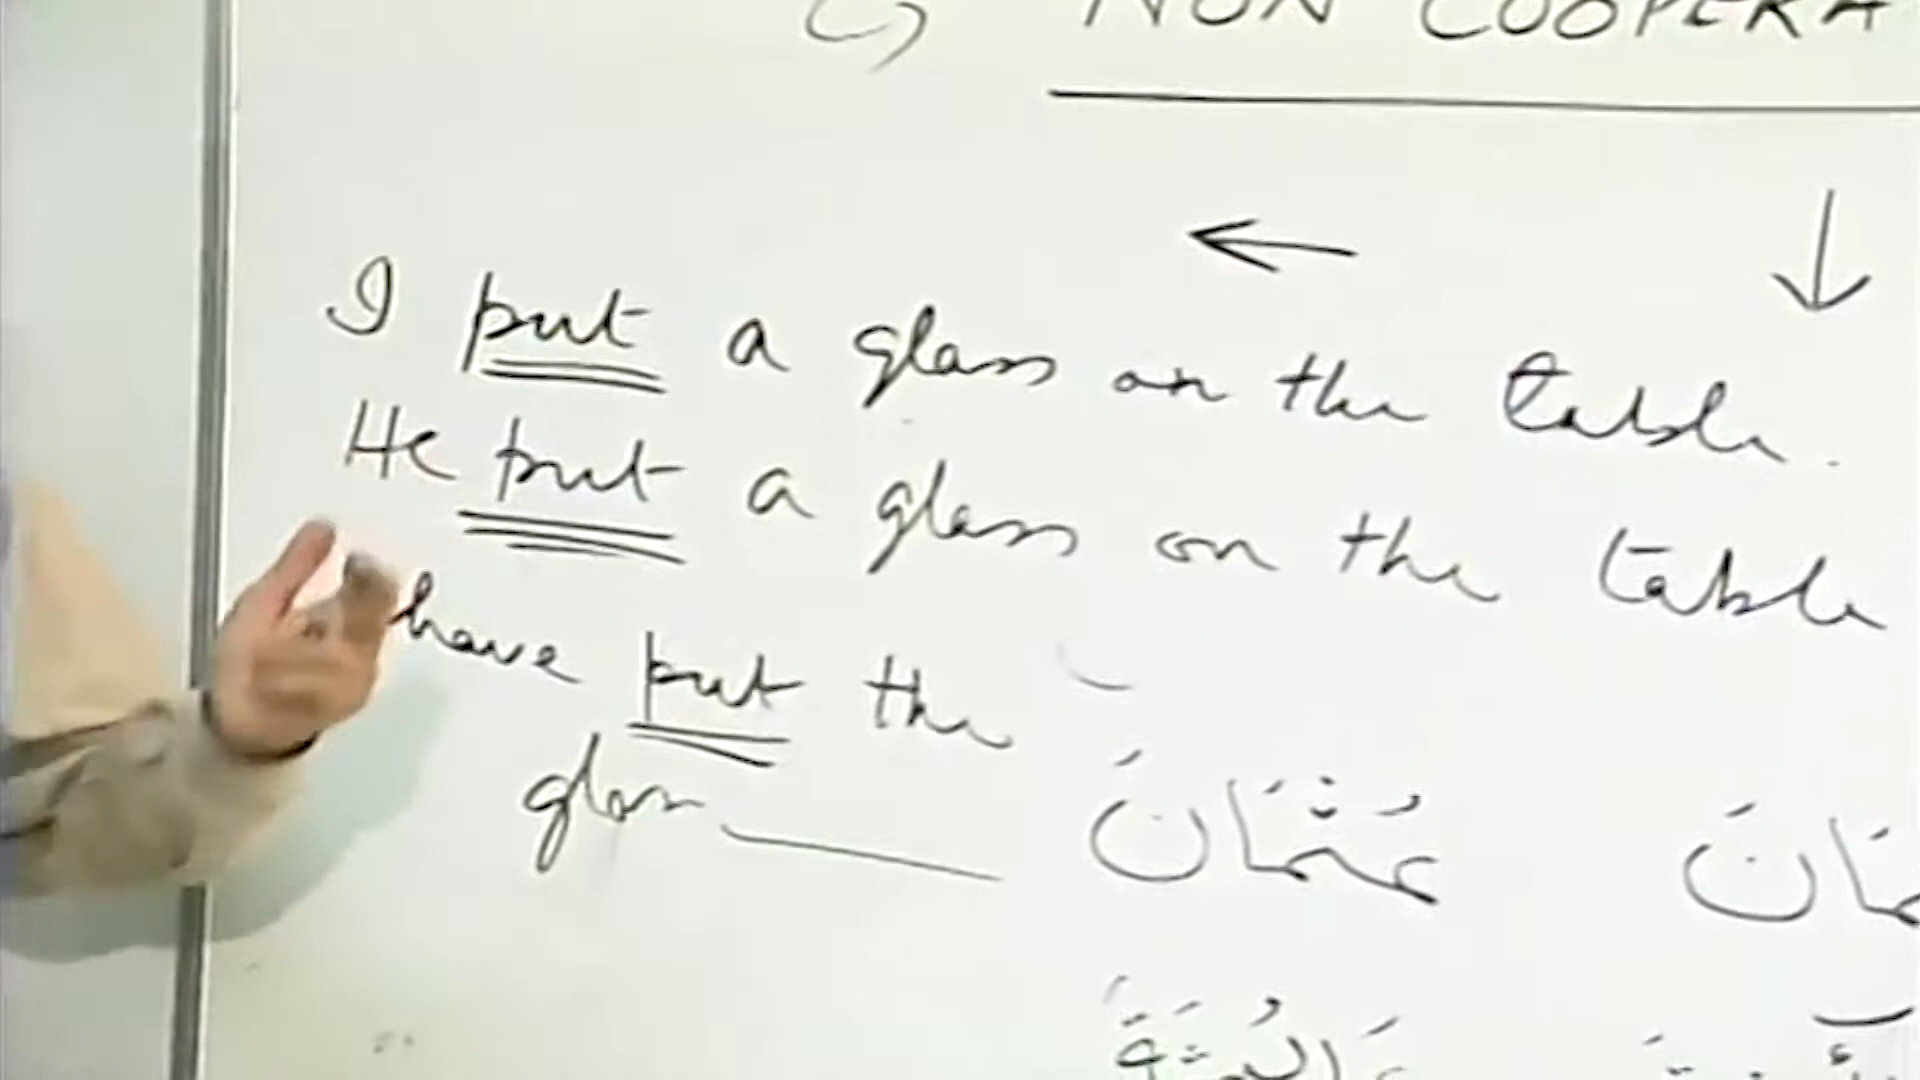 c) NON COOPERA
I put a glass on the table.
He put a glass on the table
have put the
glass
عُثْمَانَ